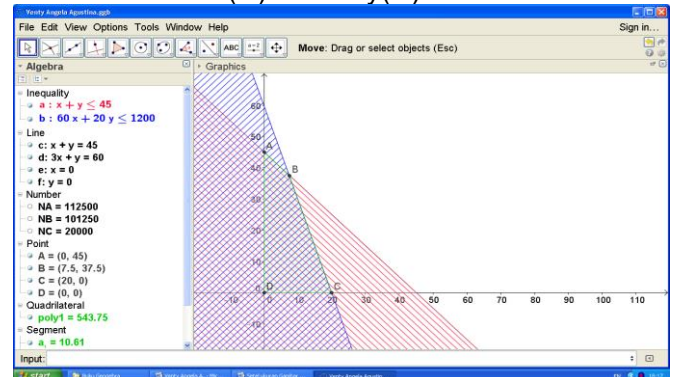 Yenty Angela Agustina.ggb
File Edit View Options Tools Window Help
Sign in...
ABC
Move: Drag or select objects (Esc)
Algebra
Graphics
Inequality
a : x + y ≤ 45
b : 60 x + 20 y ≤ 1200
Line
c: x + y = 45
d: 3x + y = 60
e: x = 0
f: y = 0
Number
NA = 112500
NB = 101250
NC = 20000
Point
A = (0, 45)
B = (7.5, 37.5)
C = (20, 0)
D = (0, 0)
Quadrilateral
poly1 = 543.75
Segment
60
50
A
40
B
30
20
10
0
D
C
-10 0 10 20 30 40 50 60 70 80 90 100 110
Input:
start